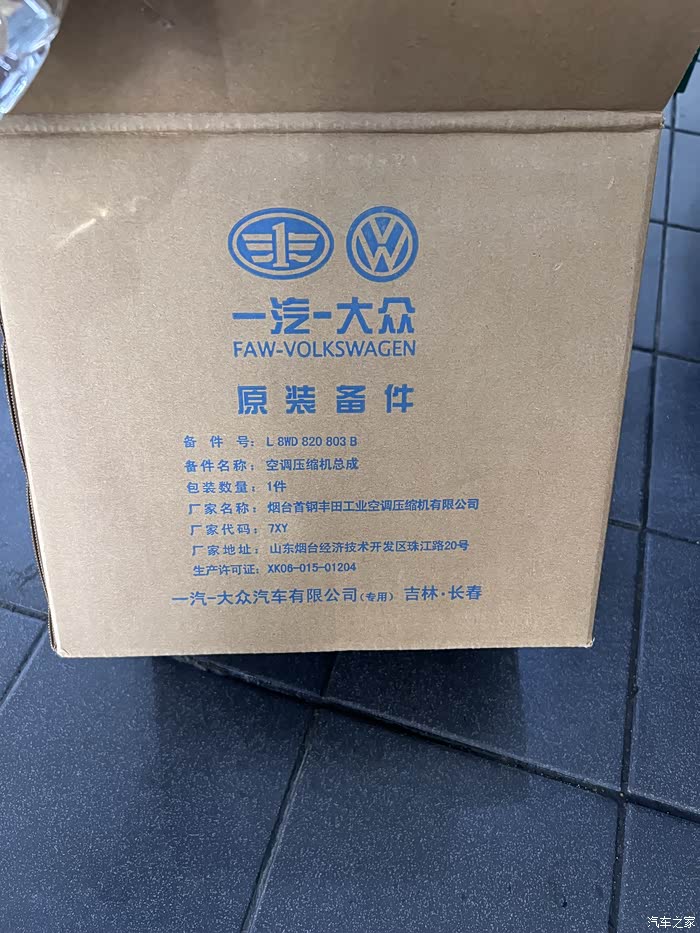 一汽-大众
FAW-VOLKSWAGEN
原装备件
备件号：L 8WD 820 803 B
备件名称：空调压缩机总成
包装数量：1件
厂家名称：烟台首钢丰田工业空调压缩机有限公司
厂家代码：7XY
厂家地址：山东烟台经济技术开发区珠江路20号
生产许可证：XK06-015-01204
一汽-大众汽车有限公司(专用) 吉林·长春
汽车之家